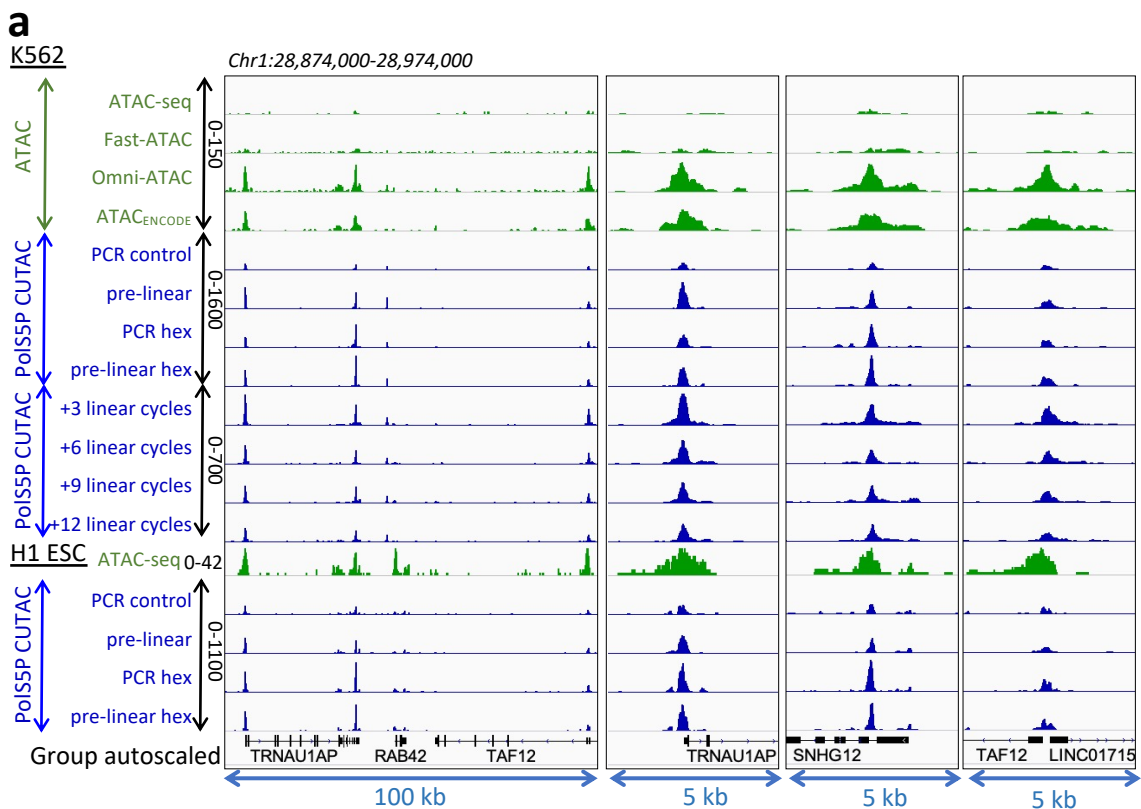 a
K562
Chr1:28,874,000-28,974,000
ATAC
ATAC-seq
Fast-ATAC
Omni-ATAC
ATACENCODE
0-150
PolS5P CUTAC
PCR control
pre-linear
PCR hex
pre-linear hex
0-1600
PolS5P CUTAC
+3 linear cycles
+6 linear cycles
+9 linear cycles
+12 linear cycles
0-700
H1 ESC
ATAC-seq 0-42
PolS5P CUTAC
PCR control
pre-linear
PCR hex
pre-linear hex
0-1100
Group autoscaled
TRNAU1AP RAB42 TAF12 TRNAU1AP SNHG12 TAF12 LINC01715
100 kb 5 kb 5 kb 5 kb